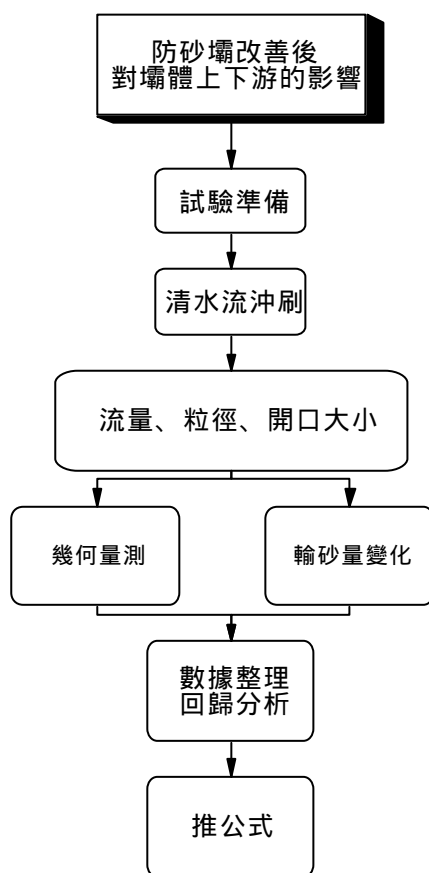 防砂壩改善後
對壩體上下游的影響
試驗準備
清水流沖刷
流量、粒徑、開口大小
幾何量測
輸砂量變化
數據整理
回歸分析
推公式